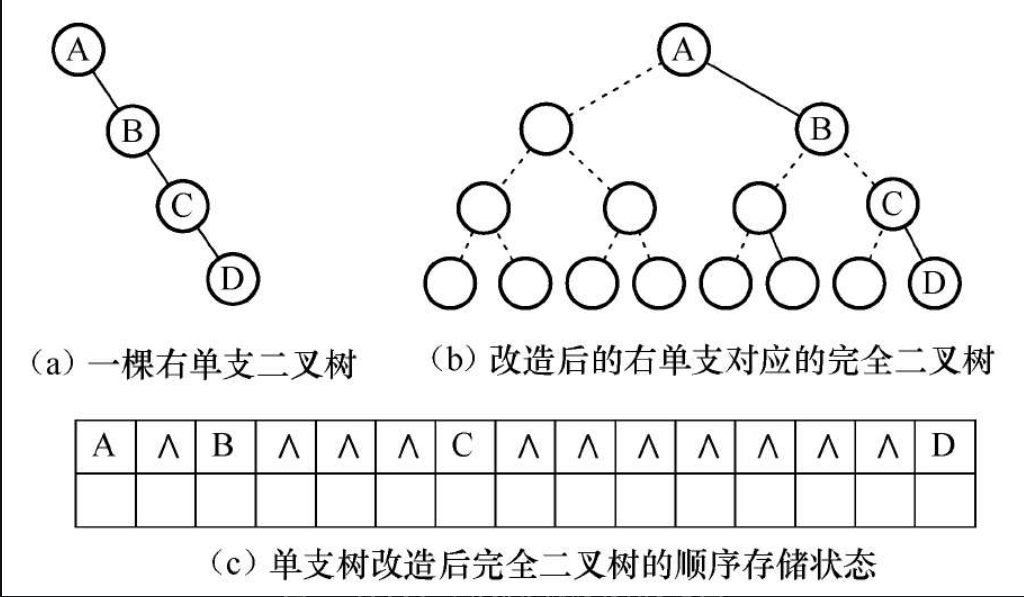 A
B
C
D
A
B
C
D
（a）一棵右单支二叉树
（b）改造后的右单支对应的完全二叉树
A ∧ B ∧ ∧ ∧ C ∧ ∧ ∧ ∧ ∧ ∧ ∧ D
（c）单支树改造后完全二叉树的顺序存储状态